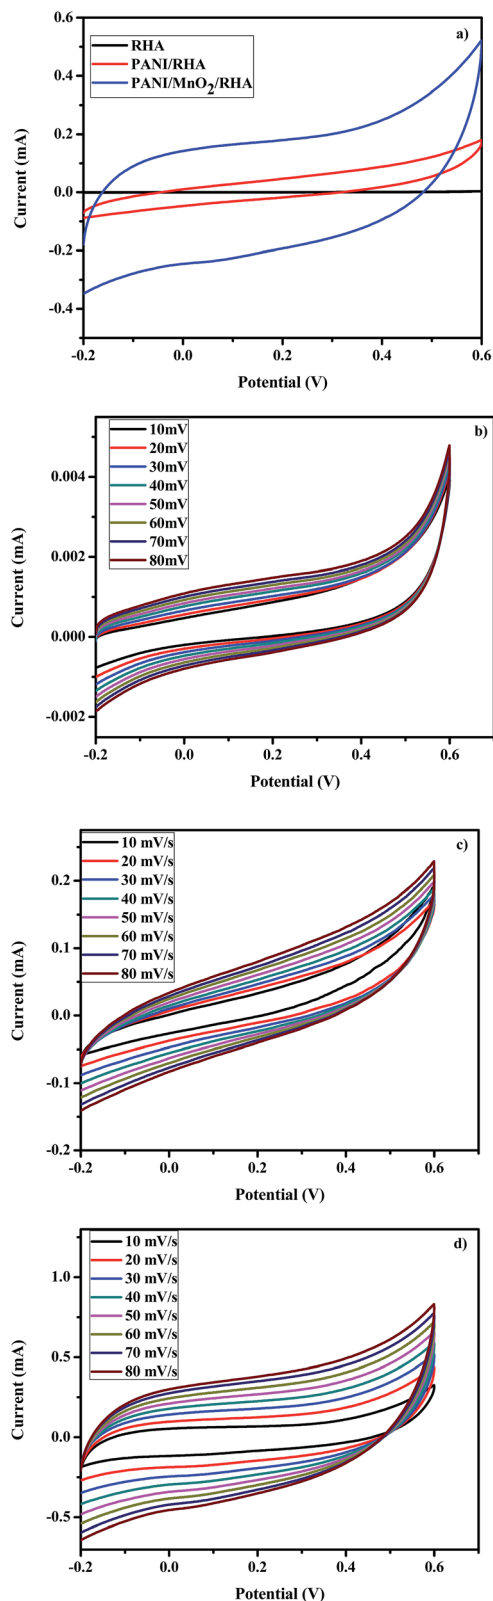 a)
RHA
PANI/RHA
PANI/MnO2/RHA
0.6
0.4
0.2
0.0
-0.2
-0.4
Current (mA)
-0.2 0.0 0.2 0.4 0.6
Potential (V)
b)
10mV
20mV
30mV
40mV
50mV
60mV
70mV
80mV
0.004
0.002
0.000
-0.002
Current (mA)
-0.2 0.0 0.2 0.4 0.6
Potential (V)
c)
10 mV/s
20 mV/s
30 mV/s
40 mV/s
50 mV/s
60 mV/s
70 mV/s
80 mV/s
0.2
0.1
0.0
-0.1
-0.2
Current (mA)
-0.2 0.0 0.2 0.4 0.6
Potential (V)
d)
10 mV/s
20 mV/s
30 mV/s
40 mV/s
50 mV/s
60 mV/s
70 mV/s
80 mV/s
1.0
0.5
0.0
-0.5
Current (mA)
-0.2 0.0 0.2 0.4 0.6
Potential (V)